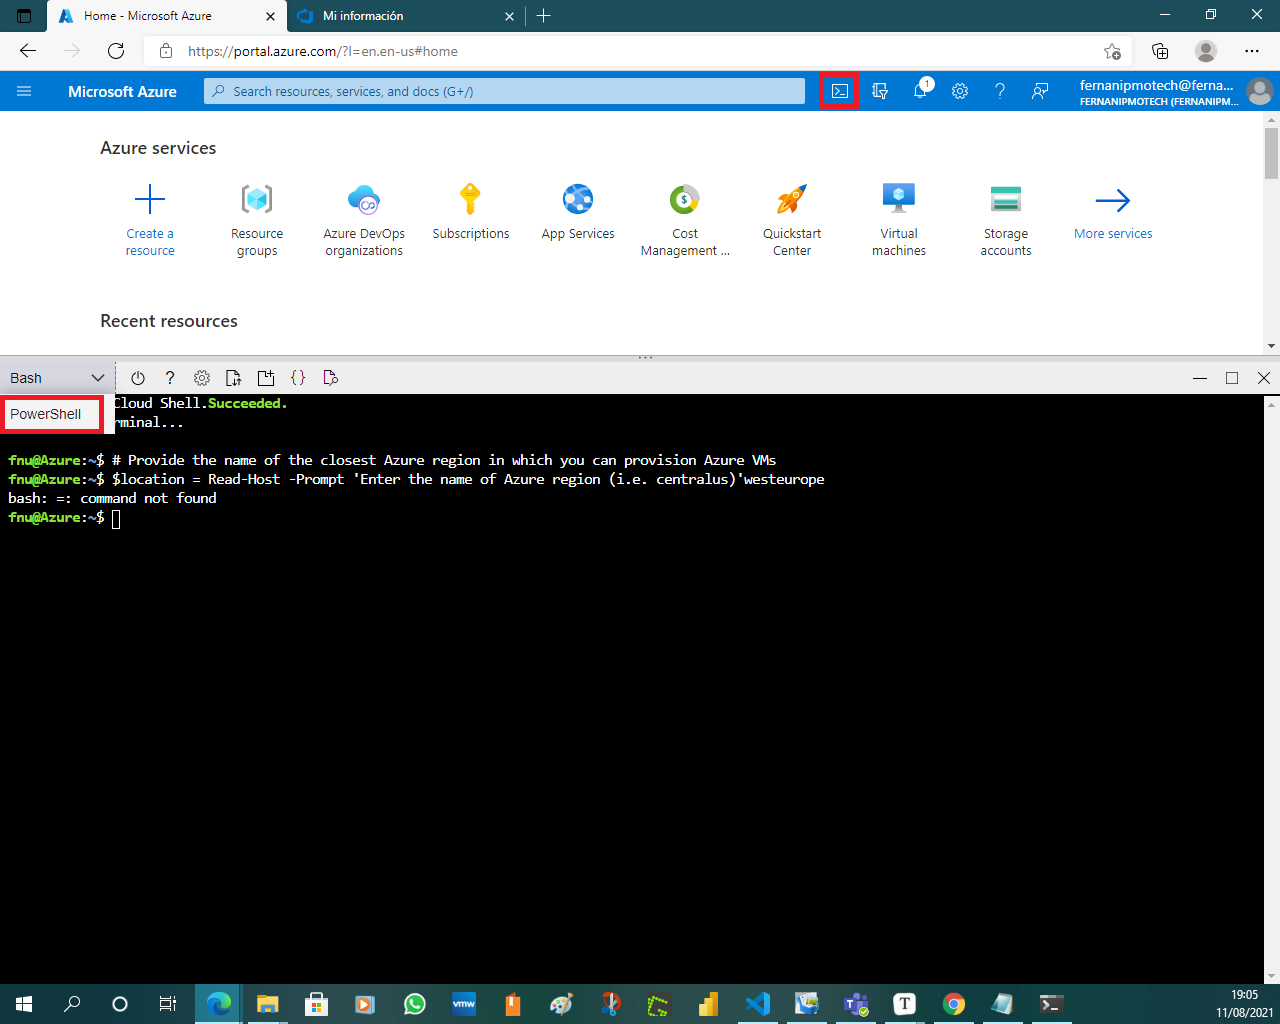 Home - Microsoft Azure
Mi información
https://portal.azure.com/?l=en.en-us#home
Microsoft Azure
Search resources, services, and docs (G+/)
1
fernanipmotech@ferna...
FERNANIPMOTECH (FERNANIPM...
Azure services
Create a resource
Resource groups
Azure DevOps organizations
Subscriptions
App Services
Cost Management ...
Quickstart Center
Virtual machines
Storage accounts
More services
Recent resources
Bash
PowerShell
Cloud Shell.Succeeded.
rminal...
fnu@Azure:~$ # Provide the name of the closest Azure region in which you can provision Azure VMs
fnu@Azure:~$ $location = Read-Host -Prompt 'Enter the name of Azure region (i.e. centralus)'westeurope
bash: =: command not found
fnu@Azure:~$
vmw
T
19:05
11/08/2021